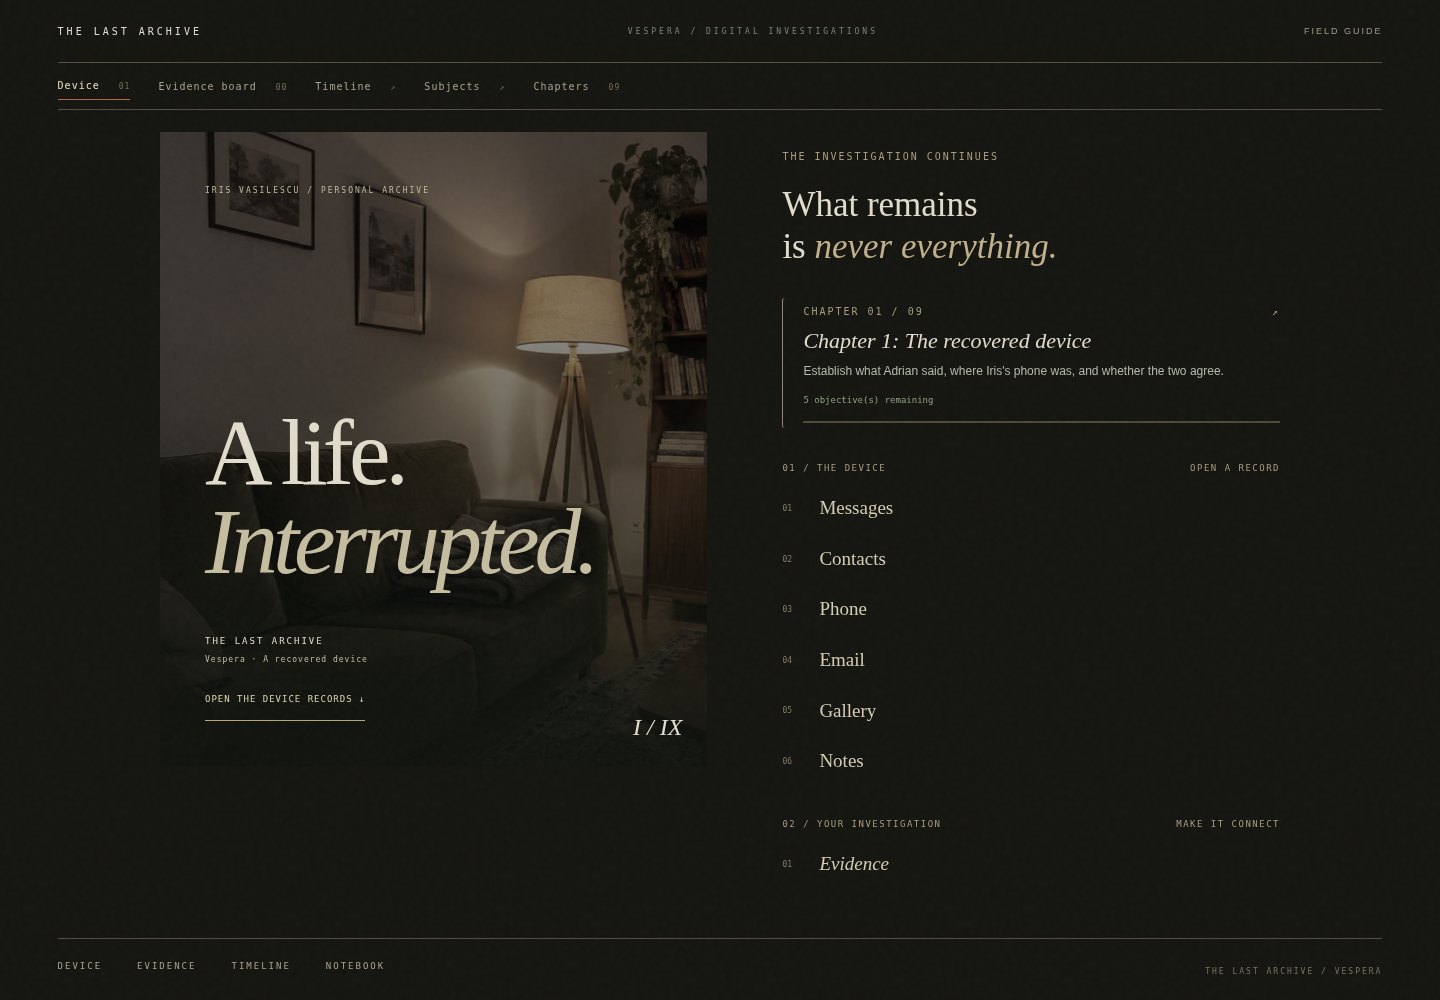 THE LAST ARCHIVE
VESPERA / DIGITAL INVESTIGATIONS
FIELD GUIDE
Device 01
Evidence board 00
Timeline ↗
Subjects ↗
Chapters 09
IRIS VASILESCU / PERSONAL ARCHIVE
A life.
Interrupted.
THE LAST ARCHIVE
Vespera · A recovered device
OPEN THE DEVICE RECORDS ↓
I / IX
THE INVESTIGATION CONTINUES
What remains
is never everything.
CHAPTER 01 / 09 ↗
Chapter 1: The recovered device
Establish what Adrian said, where Iris's phone was, and whether the two agree.
5 objective(s) remaining
01 / THE DEVICE
OPEN A RECORD
01 Messages
02 Contacts
03 Phone
04 Email
05 Gallery
06 Notes
02 / YOUR INVESTIGATION
MAKE IT CONNECT
01 Evidence
DEVICE
EVIDENCE
TIMELINE
NOTEBOOK
THE LAST ARCHIVE / VESPERA